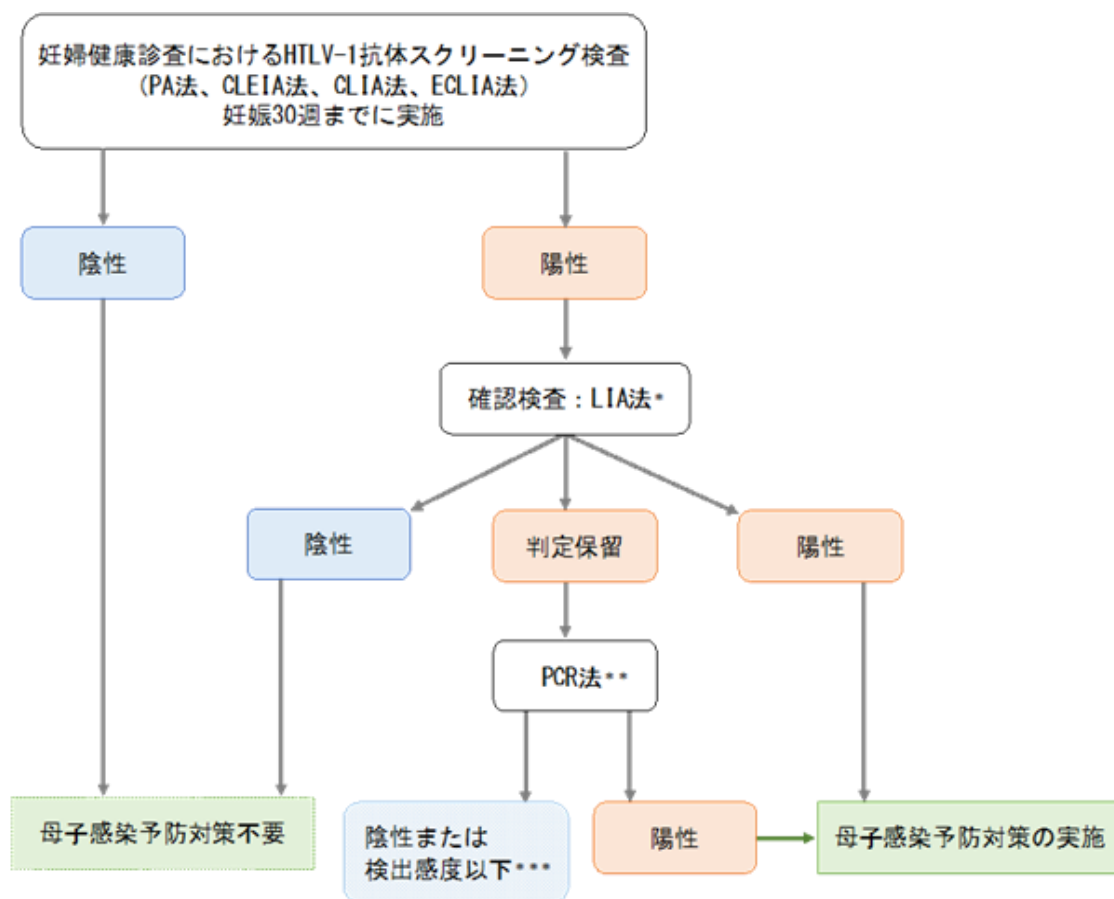 妊婦健康診査におけるHTLV-1抗体スクリーニング検査
(PA法、CLEIA法、CLIA法、ECLIA法)
妊娠30週までに実施
陰性
陽性
確認検査：LIA法*
陰性
判定保留
陽性
PCR法**
母子感染予防対策不要
陰性または
検出感度以下***
陽性
母子感染予防対策の実施